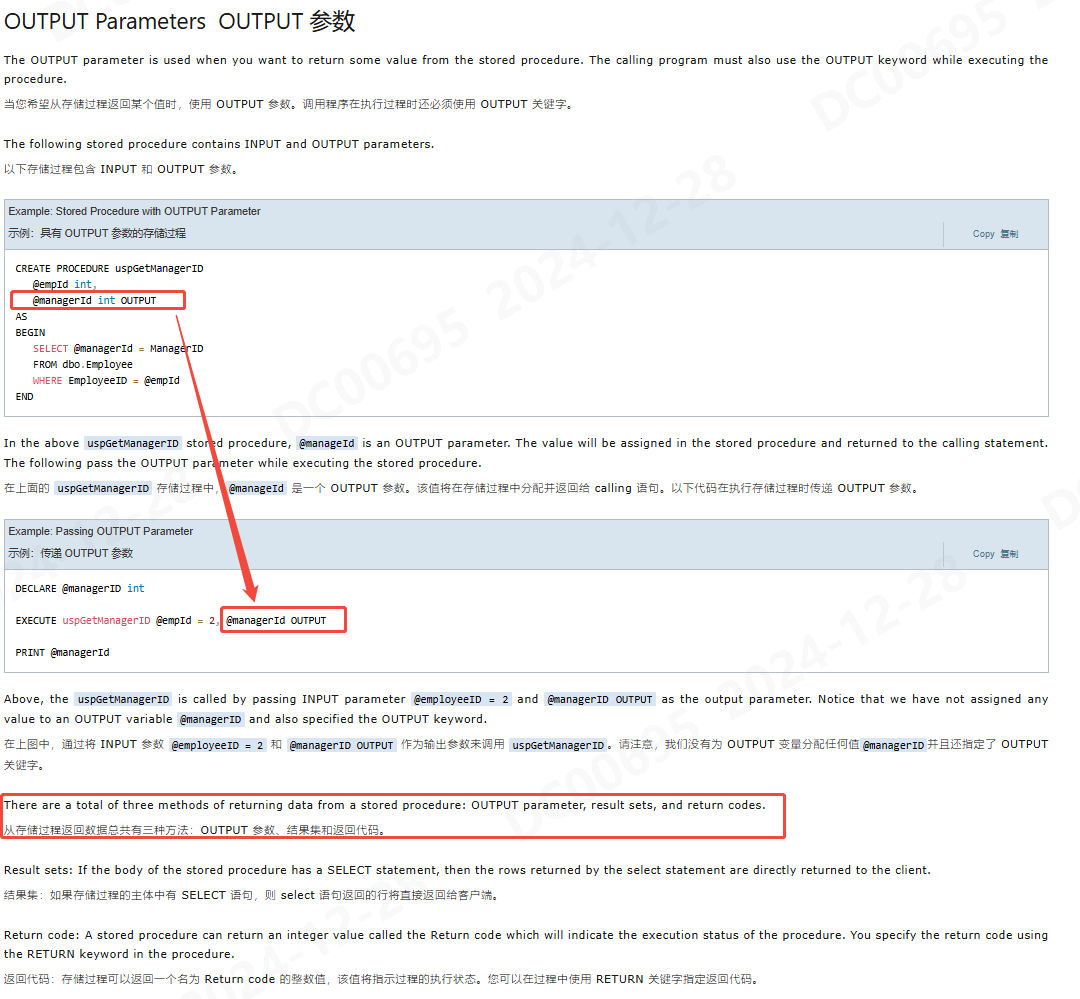 OUTPUT Parameters  OUTPUT 参数
The OUTPUT parameter is used when you want to return some value from the stored procedure. The calling program must also use the OUTPUT keyword while executing the
procedure.
当您希望从存储过程返回某个值时，使用 OUTPUT 参数。调用程序在执行过程时还必须使用 OUTPUT 关键字。
The following stored procedure contains INPUT and OUTPUT parameters.
以下存储过程包含 INPUT 和 OUTPUT 参数。
Example: Stored Procedure with OUTPUT Parameter
示例：具有 OUTPUT 参数的存储过程
Copy 复制
CREATE PROCEDURE uspGetManagerID
@empId int,
@managerId int OUTPUT
AS
BEGIN
SELECT @managerId = ManagerID
FROM dbo.Employee
WHERE EmployeeID = @empId
END
In the above uspGetManagerID stored procedure, @manageId is an OUTPUT parameter. The value will be assigned in the stored procedure and returned to the calling statement.
The following pass the OUTPUT parameter while executing the stored procedure.
在上面的 uspGetManagerID 存储过程中，@manageId 是一个 OUTPUT 参数。该值将在存储过程中分配并返回给 calling 语句。以下代码在执行存储过程时传递 OUTPUT 参数。
Example: Passing OUTPUT Parameter
示例：传递 OUTPUT 参数
Copy 复制
DECLARE @managerID int
EXECUTE uspGetManagerID @empId = 2, @managerId OUTPUT
PRINT @managerId
Above, the uspGetManagerID is called by passing INPUT parameter @employeeID = 2 and @managerID OUTPUT as the output parameter. Notice that we have not assigned any
value to an OUTPUT variable @managerID and also specified the OUTPUT keyword.
在上图中，通过将 INPUT 参数 @employeeID = 2 和 @managerID OUTPUT 作为输出参数来调用 uspGetManagerID。请注意，我们没有为 OUTPUT 变量分配任何值@managerID并且还指定了 OUTPUT
关键字。
There are a total of three methods of returning data from a stored procedure: OUTPUT parameter, result sets, and return codes.
从存储过程返回数据总共有三种方法：OUTPUT 参数、结果集和返回代码。
Result sets: If the body of the stored procedure has a SELECT statement, then the rows returned by the select statement are directly returned to the client.
结果集：如果存储过程的主体中有 SELECT 语句，则 select 语句返回的行将直接返回给客户端。
Return code: A stored procedure can return an integer value called the Return code which will indicate the execution status of the procedure. You specify the return code using
the RETURN keyword in the procedure.
返回代码：存储过程可以返回一个名为 Return code 的整数值，该值将指示过程的执行状态。您可以在过程中使用 RETURN 关键字指定返回代码。
DC00695 2024-12-28
DC00695 2024-12-28
DC00695